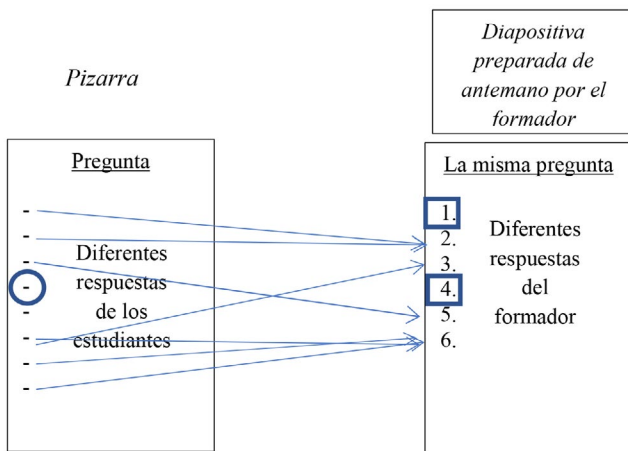 Pizarra
Diapositiva
preparada de
antemano por el
formador
Pregunta
-
-
-
-
-
-
-
-
Diferentes
respuestas
de los
estudiantes
La misma pregunta
1.
2.
3.
4.
5.
6.
Diferentes
respuestas
del
formador